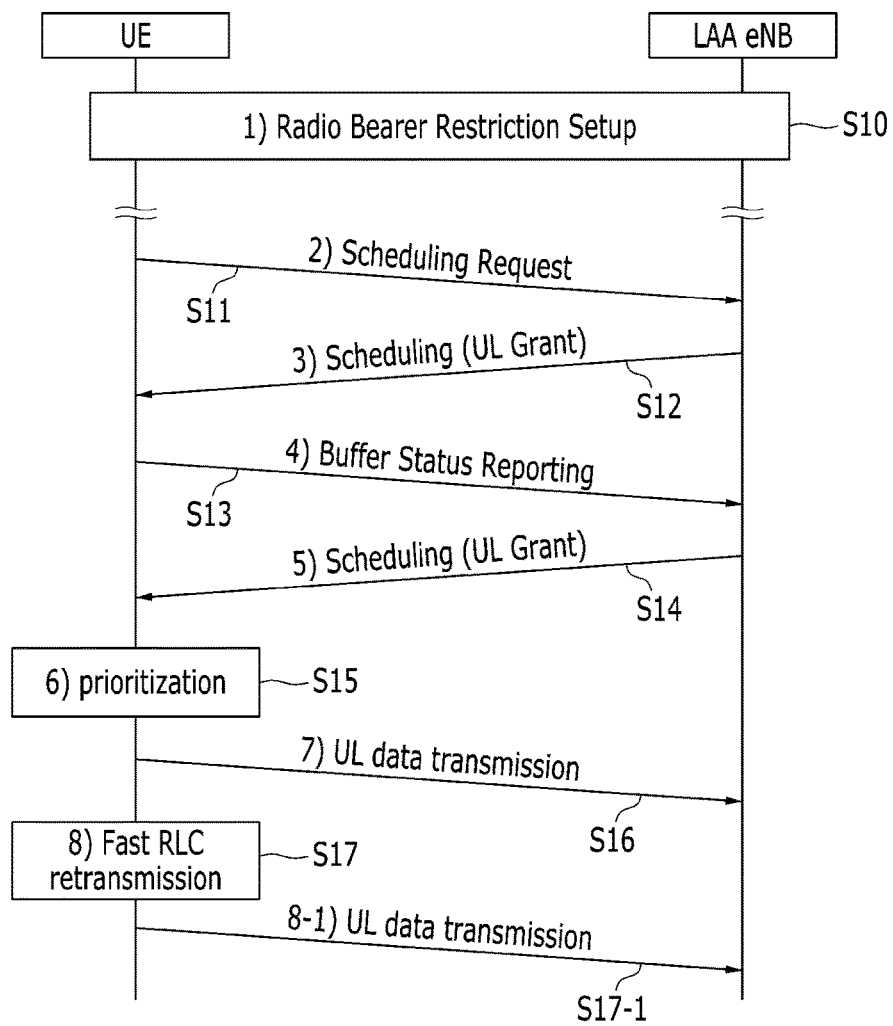 UE
LAA eNB
1) Radio Bearer Restriction Setup
S10
2) Scheduling Request
S11
3) Scheduling (UL Grant)
S12
4) Buffer Status Reporting
S13
5) Scheduling (UL Grant)
S14
6) prioritization
S15
7) UL data transmission
S16
8) Fast RLC
retransmission
S17
8-1) UL data transmission
S17-1